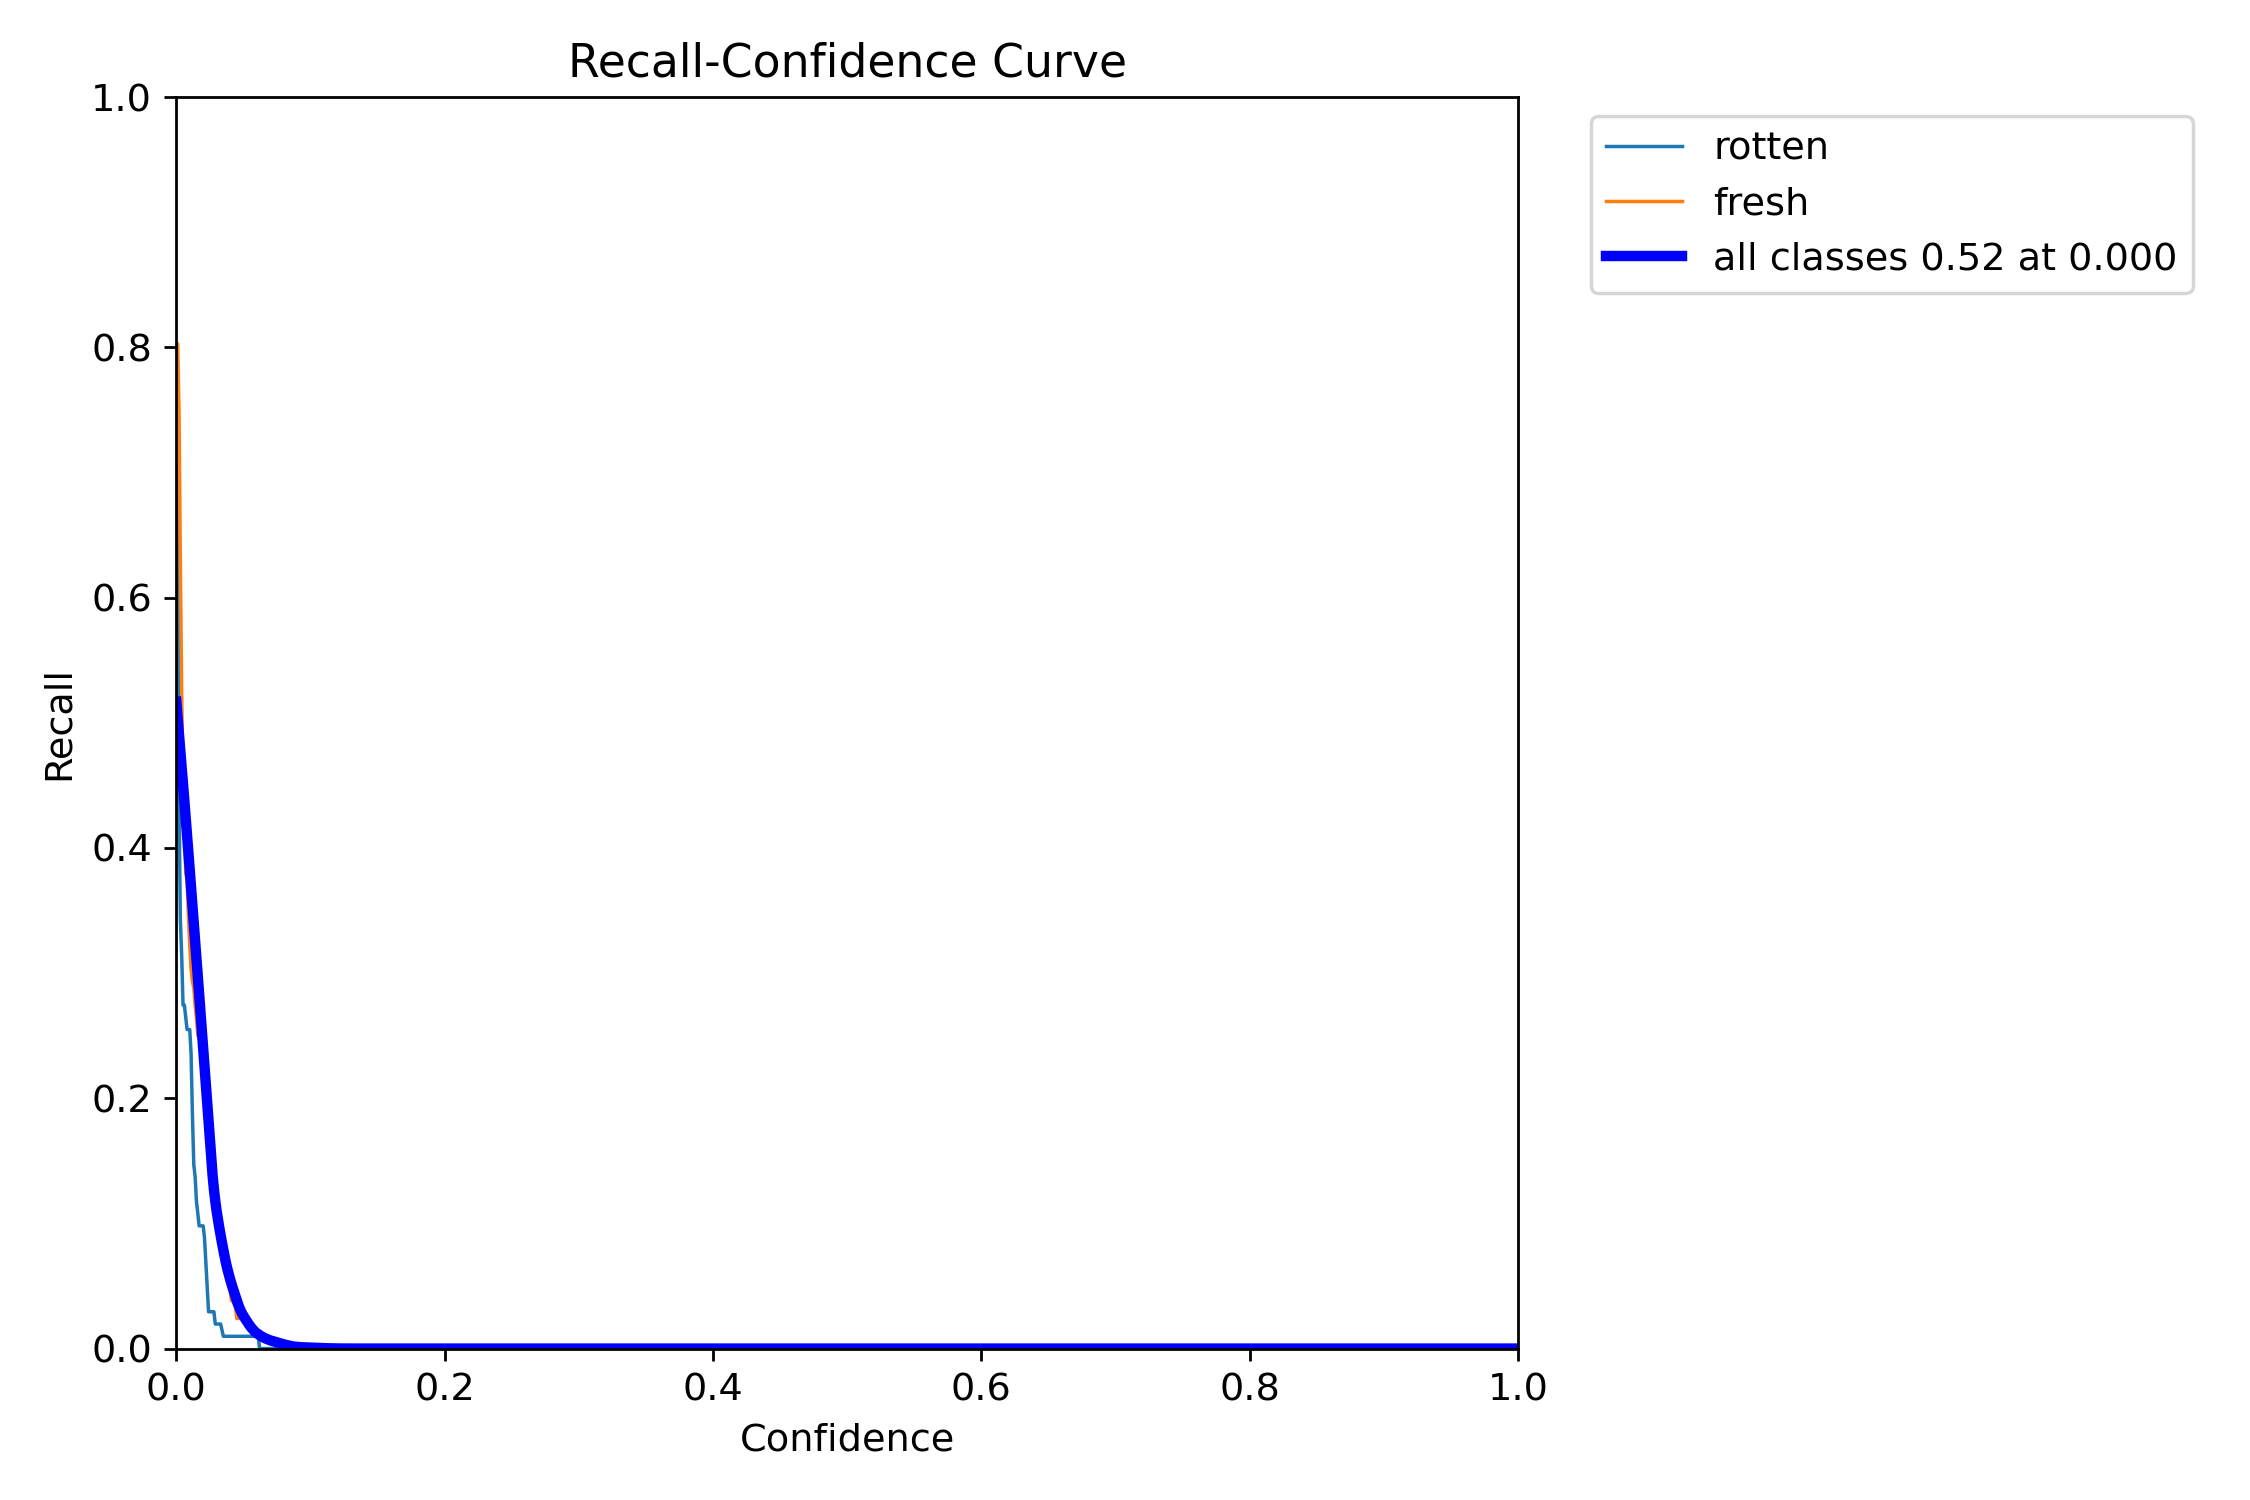 Recall-Confidence Curve
1.0
0.8
0.6
0.4
0.2
0.0
Recall
0.0 0.2 0.4 0.6 0.8 1.0
Confidence
rotten
fresh
all classes 0.52 at 0.000